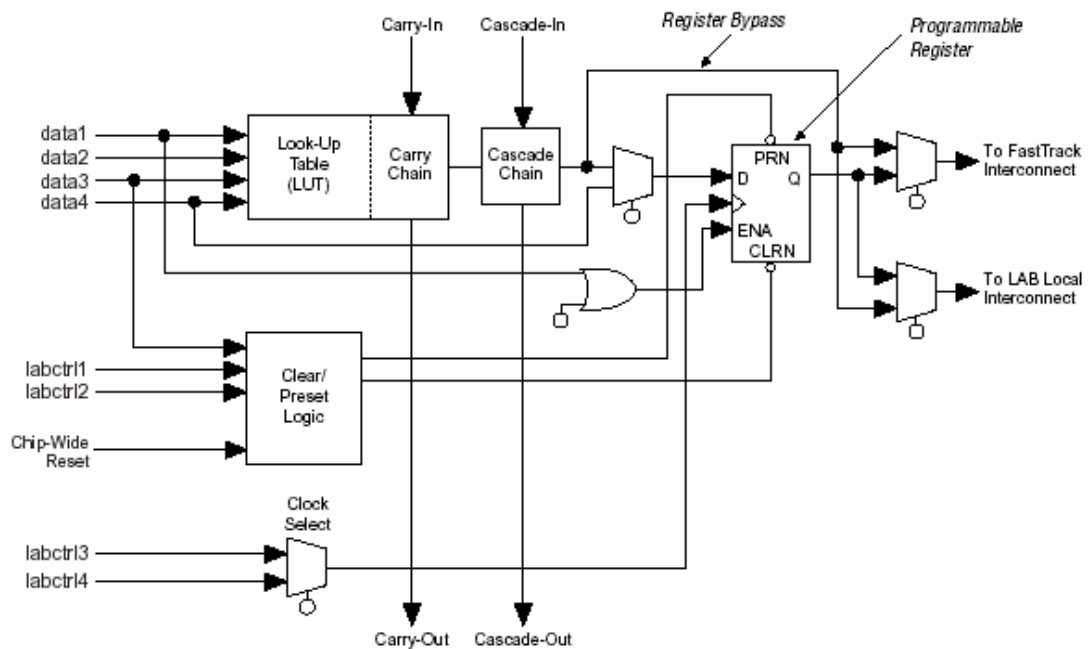 Register Bypass
Programmable
Register
Carry-In
Cascade-In
data1
data2
data3
data4
Look-Up
Table
(LUT)
Carry
Chain
Cascade
Chain
PRN
D
Q
ENA
CLRN
To FastTrack
Interconnect
To LAB Local
Interconnect
labctrl1
labctrl2
Chip-Wide
Reset
Clear/
Preset
Logic
Clock
Select
labctrl3
labctrl4
Carry-Out
Cascade-Out